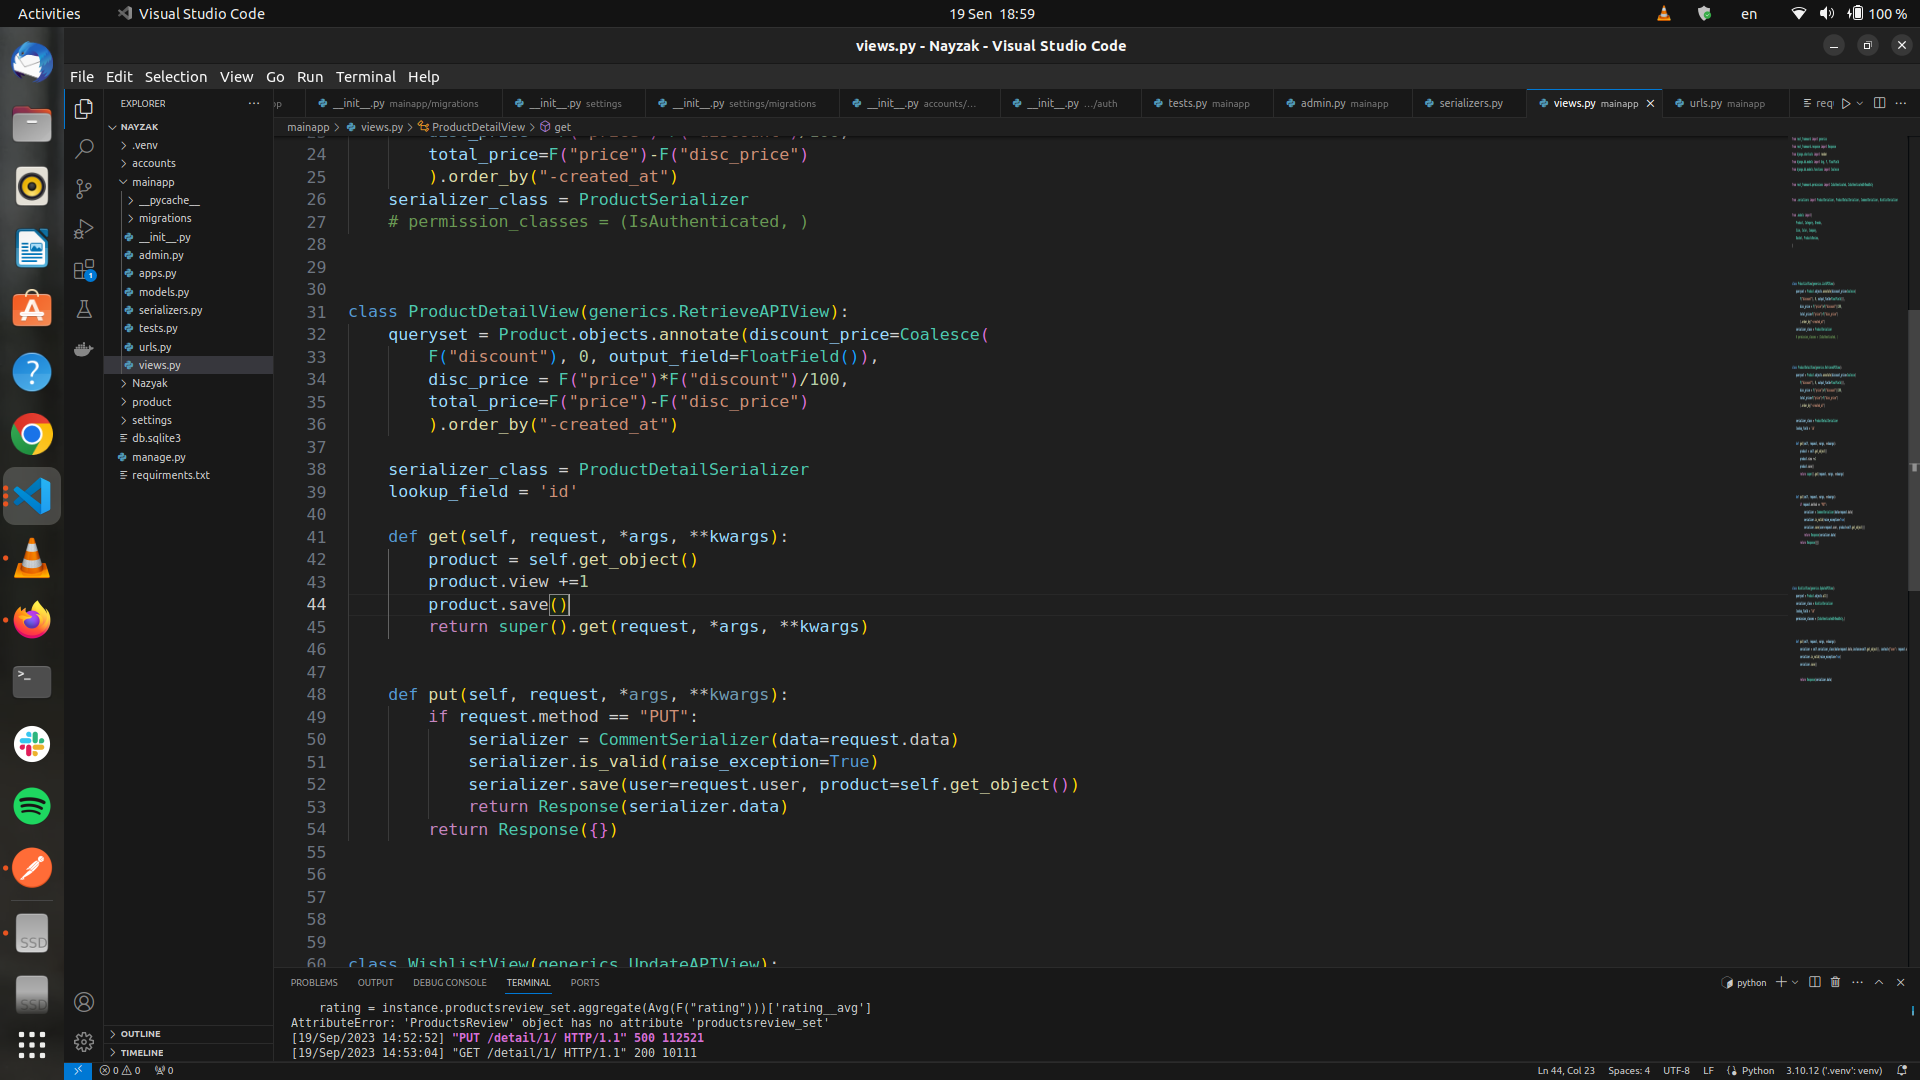 Activities
Visual Studio Code
19 Sen 18:59
en
100 %
views.py - Nayzak - Visual Studio Code
File Edit Selection View Go Run Terminal Help
EXPLORER
__init__.py mainapp/migrations
__init__.py settings
__init__.py settings/migrations
__init__.py accounts/...
__init__.py .../auth
tests.py mainapp
admin.py mainapp
serializers.py
views.py mainapp
urls.py mainapp
req
mainapp > views.py > ProductDetailView > get
NAYZAK
.venv
accounts
mainapp
__pycache__
migrations
__init__.py
admin.py
apps.py
models.py
serializers.py
tests.py
urls.py
views.py
Nazyak
product
settings
db.sqlite3
manage.py
requirments.txt
OUTLINE
TIMELINE
24 total_price=F("price")-F("disc_price")
25 ).order_by("-created_at")
26 serializer_class = ProductSerializer
27 # permission_classes = (IsAuthenticated, )
28
29
30
31 class ProductDetailView(generics.RetrieveAPIView):
32 queryset = Product.objects.annotate(discount_price=Coalesce(
33 F("discount"), 0, output_field=FloatField()),
34 disc_price = F("price")*F("discount")/100,
35 total_price=F("price")-F("disc_price")
36 ).order_by("-created_at")
37
38 serializer_class = ProductDetailSerializer
39 lookup_field = 'id'
40
41 def get(self, request, *args, **kwargs):
42 product = self.get_object()
43 product.view +=1
44 product.save()
45 return super().get(request, *args, **kwargs)
46
47
48 def put(self, request, *args, **kwargs):
49 if request.method == "PUT":
50 serializer = CommentSerializer(data=request.data)
51 serializer.is_valid(raise_exception=True)
52 serializer.save(user=request.user, product=self.get_object())
53 return Response(serializer.data)
54 return Response({})
55
56
57
58
59
60 class WishlistView(generics.UpdateAPIView):
PROBLEMS OUTPUT DEBUG CONSOLE TERMINAL PORTS
python
rating = instance.productsreview_set.aggregate(Avg(F("rating")))['rating__avg']
AttributeError: 'ProductsReview' object has no attribute 'productsreview_set'
[19/Sep/2023 14:52:52] "PUT /detail/1/ HTTP/1.1" 500 112521
[19/Sep/2023 14:53:04] "GET /detail/1/ HTTP/1.1" 200 10111
0 0 0
Ln 44, Col 23 Spaces: 4 UTF-8 LF Python 3.10.12 ('.venv': venv)
SSD
SSD
1